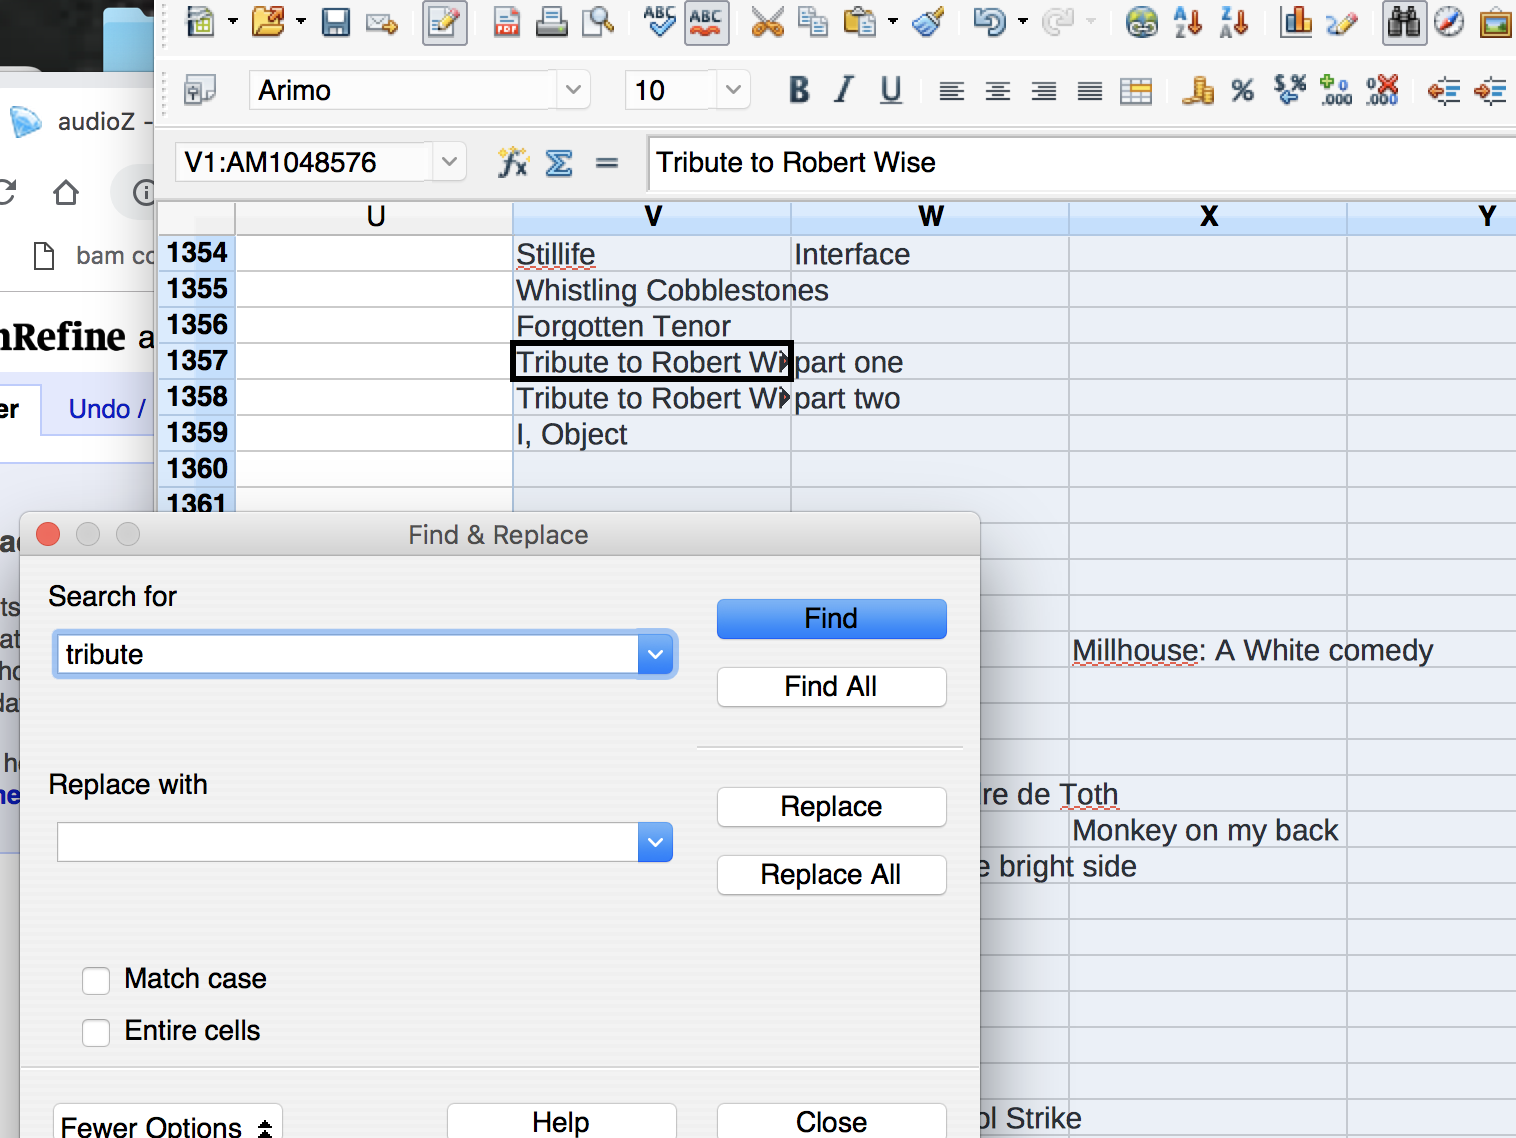 Arimo
10
B I U
%
audioZ -
V1:AM1048576
Tribute to Robert Wise
bam co
U V W X Y
1354 Stillife Interface
1355 Whistling Cobblestones
1356 Forgotten Tenor
1357 Tribute to Robert Wi part one
1358 Tribute to Robert Wi part two
1359 I, Object
1360
1361
nRefine a
er Undo /
Find & Replace
Search for
Find
tribute
Find All
Millhouse: A White comedy
Replace with
re de Toth
Replace
Monkey on my back
e bright side
Replace All
Match case
Entire cells
Fewer Options
Help
Close
ol Strike